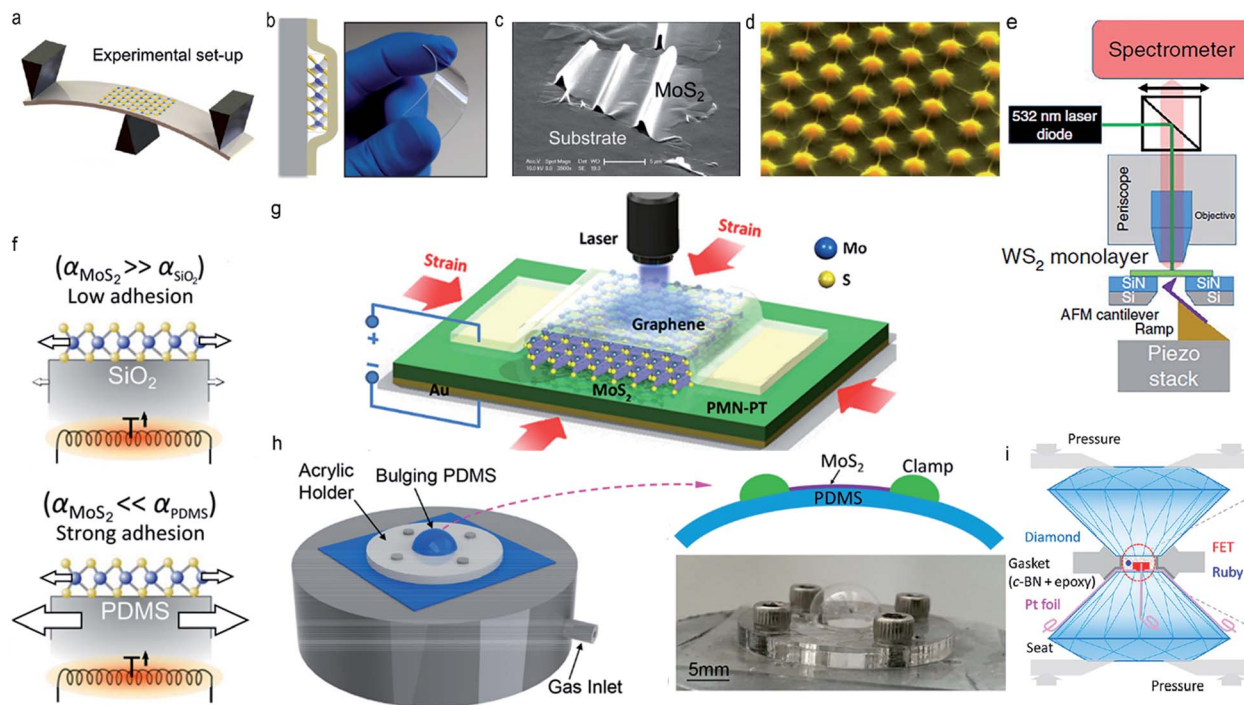 a
Experimental set-up
b
c
MoS2
Substrate
d
e
Spectrometer
532 nm laser
diode
Periscope
Objective
WS2 monolayer
SiN
SiN
Si
Si
AFM cantilever
Ramp
Piezo
stack
f
(αMoS2 >> αSiO2)
Low adhesion
SiO2
T
(αMoS2 << αPDMS)
Strong adhesion
PDMS
T
g
Laser
Strain
Strain
Mo
S
Graphene
+
−
Au
MoS2
PMN-PT
h
Acrylic
Holder
Bulging PDMS
Gas Inlet
MoS2
Clamp
PDMS
5mm
i
Pressure
Diamond
Gasket
(c-BN + epoxy)
Pt foil
Seat
FET
Ruby
Pressure